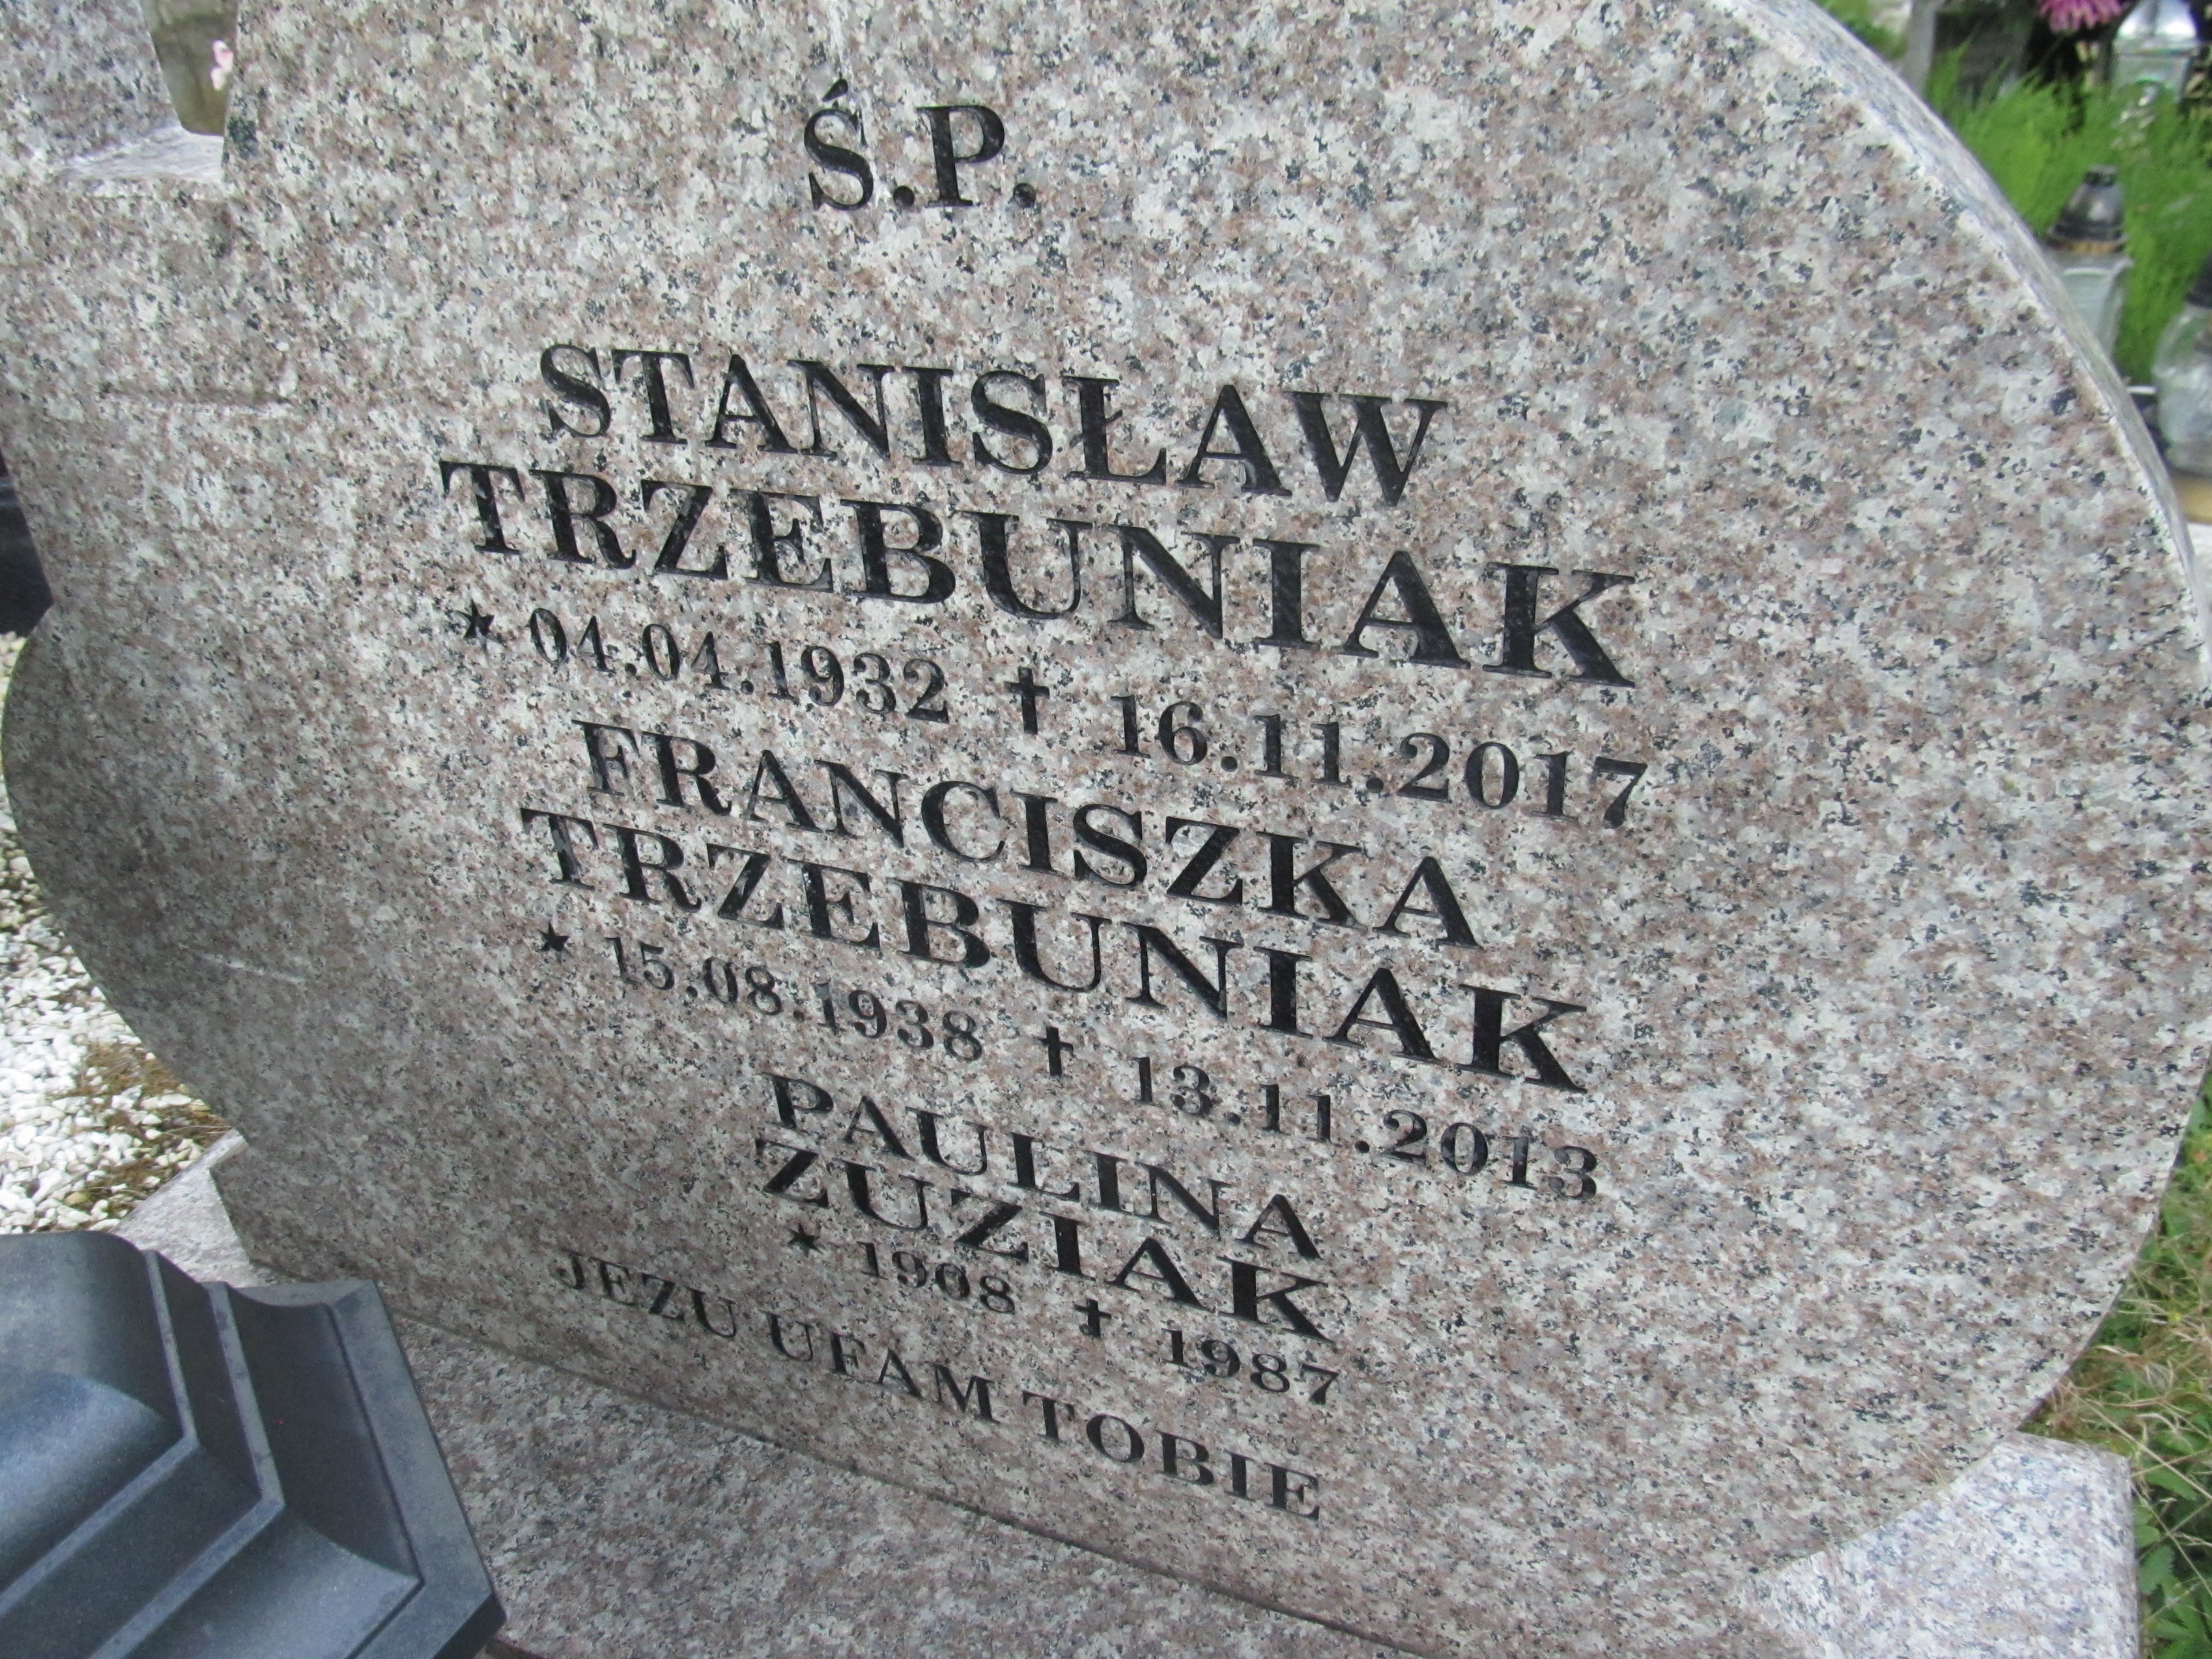 Ś.P.
STANISŁAW
TRZEBUNIAK
★ 04.04.1932 ✝ 16.11.2017
FRANCISZKA
TRZEBUNIAK
★ 15.08.1938 ✝ 13.11.2013
PAULINA
ZUZIAK
★ 1908 ✝ 1987
JEZU UFAM TOBIE